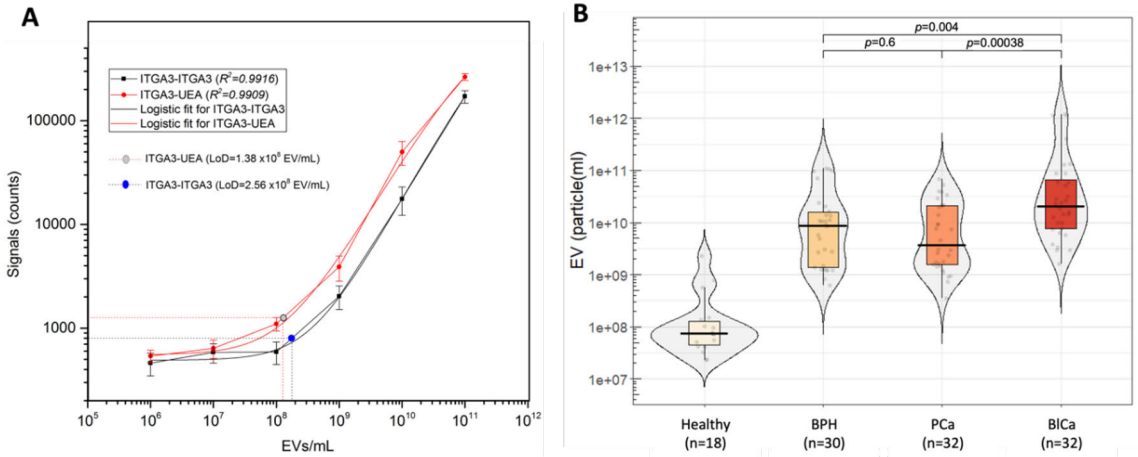 A
Signals (counts)
100000
10000
1000
ITGA3-ITGA3 (R²=0.9916)
ITGA3-UEA (R²=0.9909)
Logistic fit for ITGA3-ITGA3
Logistic fit for ITGA3-UEA
ITGA3-UEA (LoD=1.38 x10⁸ EV/mL)
ITGA3-ITGA3 (LoD=2.56 x10⁸ EV/mL)
10⁵ 10⁶ 10⁷ 10⁸ 10⁹ 10¹⁰ 10¹¹ 10¹²
EVs/mL
B
EV (particle(ml)
p=0.004
p=0.6 p=0.00038
1e+13
1e+12
1e+11
1e+10
1e+09
1e+08
1e+07
Healthy BPH PCa BlCa
(n=18) (n=30) (n=32) (n=32)